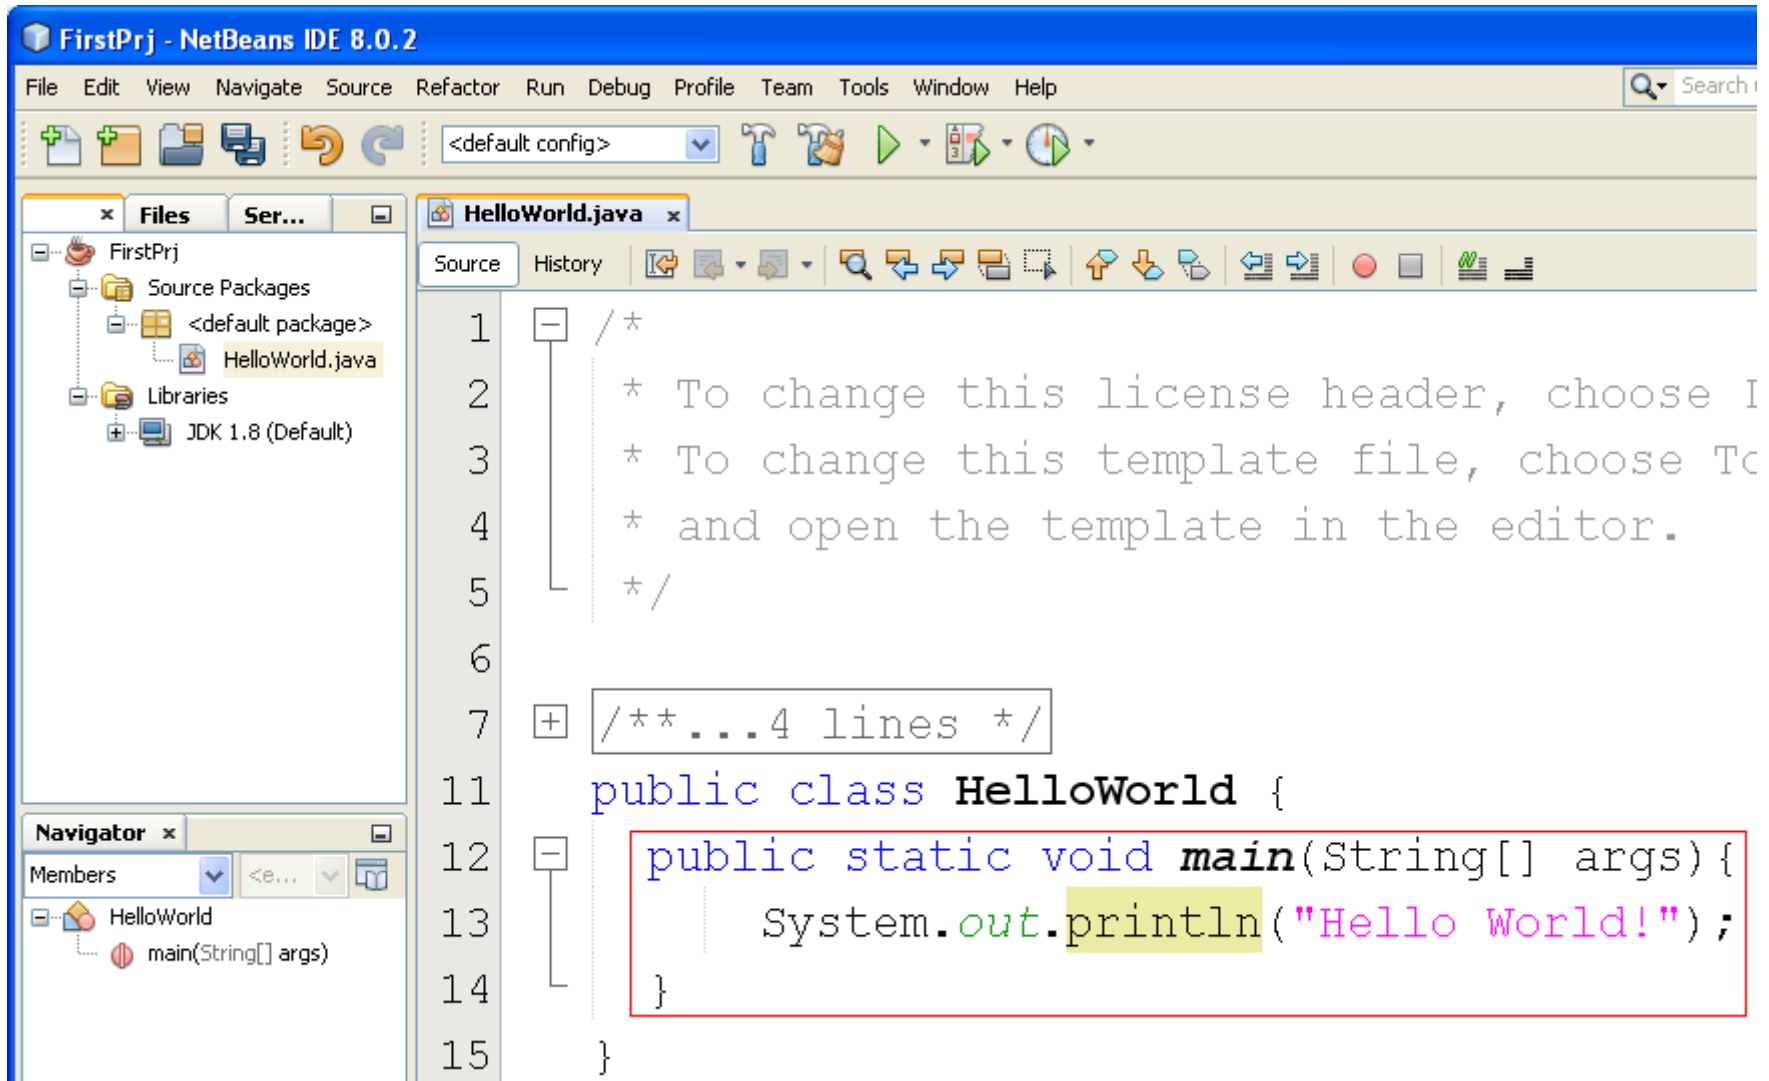 FirstPrj - NetBeans IDE 8.0.2
File Edit View Navigate Source Refactor Run Debug Profile Team Tools Window Help
Search
<default config>
x Files Ser...
FirstPrj
Source Packages
<default package>
HelloWorld.java
Libraries
JDK 1.8 (Default)
Navigator x
Members <e...
HelloWorld
main(String[] args)
HelloWorld.java x
Source History
1 /*
2 * To change this license header, choose
3 * To change this template file, choose To
4 * and open the template in the editor.
5 */
6
7 /**...4 lines */
11 public class HelloWorld {
12 public static void main(String[] args){
13 System.out.println("Hello World!");
14 }
15 }